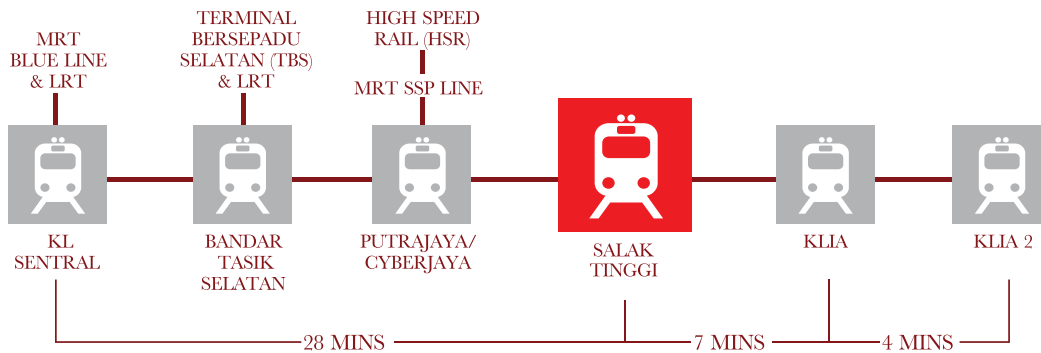 MRT
BLUE LINE
& LRT
TERMINAL
BERSEPADU
SELATAN (TBS)
& LRT
HIGH SPEED
RAIL (HSR)
MRT SSP LINE
KL
SENTRAL
BANDAR
TASIK
SELATAN
PUTRAJAYA/
CYBERJAYA
SALAK
TINGGI
KLIA
KLIA 2
28 MINS
7 MINS
4 MINS